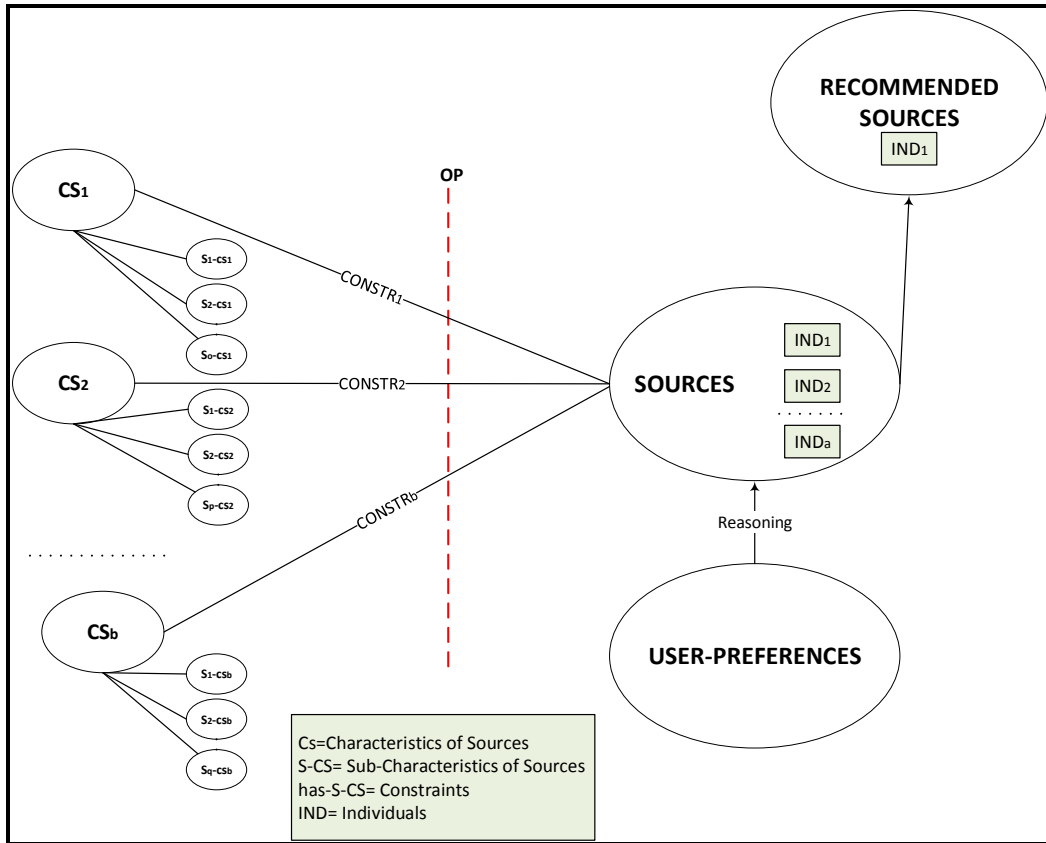 RECOMMENDED
SOURCES
IND1
CS1
OP
S1-CS1
S2-CS1
So-CS1
CONSTR1
CS2
CONSTR2
S1-CS2
S2-CS2
Sp-CS2
SOURCES
IND1
IND2
. . . . . . .
INDa
CONSTRb
Reasoning
. . . . . . . . . . . . . . . .
CSb
S1-CSb
S2-CSb
Sq-CSb
USER-PREFERENCES
Cs=Characteristics of Sources
S-CS= Sub-Characteristics of Sources
has-S-CS= Constraints
IND= Individuals